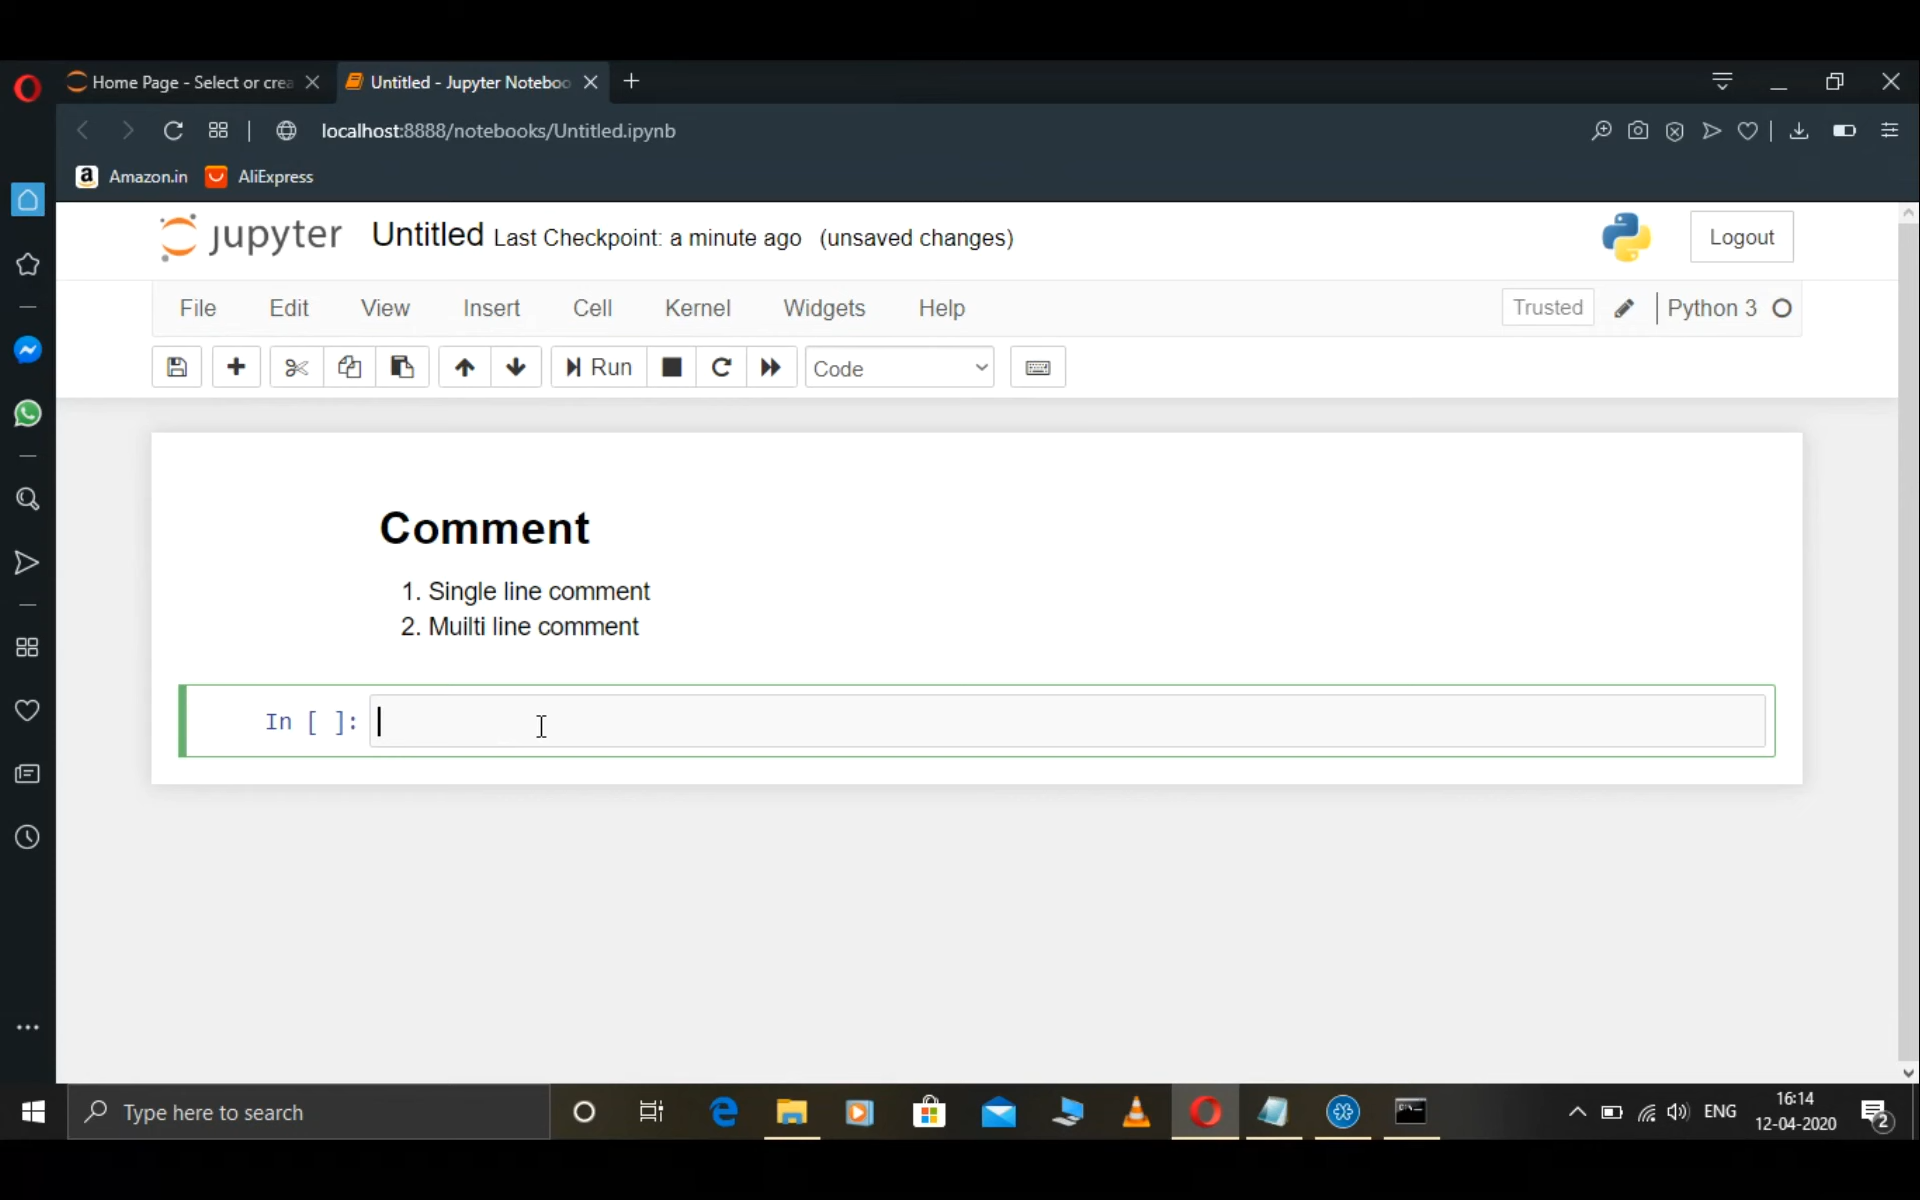 Home Page - Select or crea
Untitled - Jupyter Noteboo
localhost:8888/notebooks/Untitled.ipynb
Amazon.in
AliExpress
jupyter
Untitled Last Checkpoint: a minute ago (unsaved changes)
Logout
File Edit View Insert Cell Kernel Widgets Help
Trusted
Python 3
Run
Code
Comment
1. Single line comment
2. Muilti line comment
In [ ]:
Type here to search
ENG
16:14
12-04-2020
2